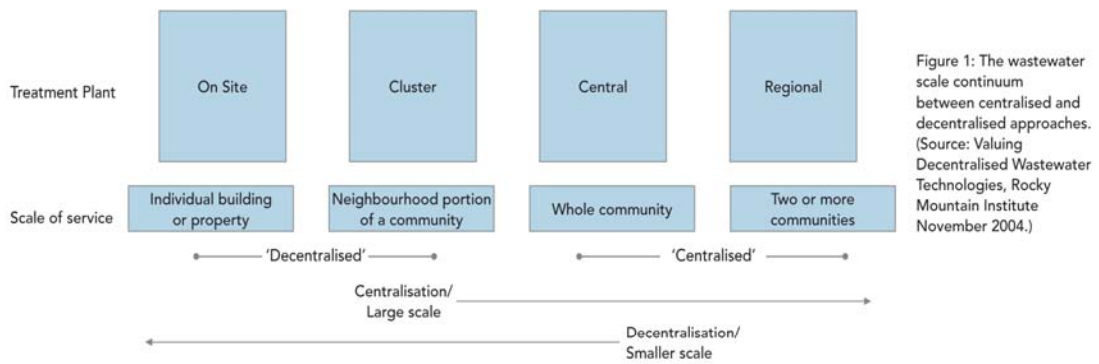 Treatment Plant
On Site
Cluster
Central
Regional
Scale of service
Individual building
or property
Neighbourhood portion
of a community
Whole community
Two or more
communities
'Decentralised'
'Centralised'
Centralisation/
Large scale
Decentralisation/
Smaller scale
Figure 1: The wastewater
scale continuum
between centralised and
decentralised approaches.
(Source: Valuing
Decentralised Wastewater
Technologies, Rocky
Mountain Institute
November 2004.)